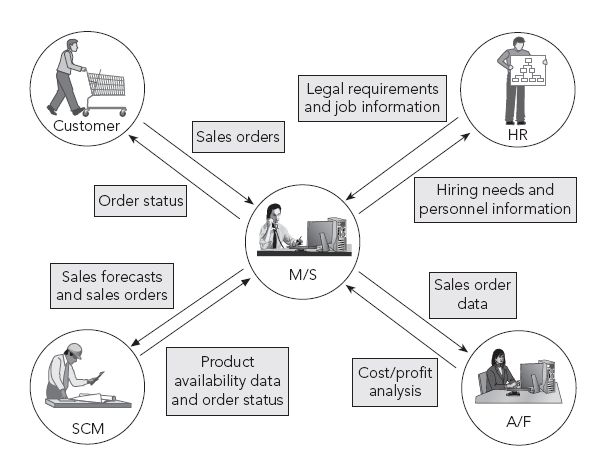 Customer
HR
Legal requirements
and job information
Sales orders
Order status
Hiring needs and
personnel information
M/S
Sales forecasts
and sales orders
Sales order
data
Product
availability data
and order status
Cost/profit
analysis
SCM
A/F